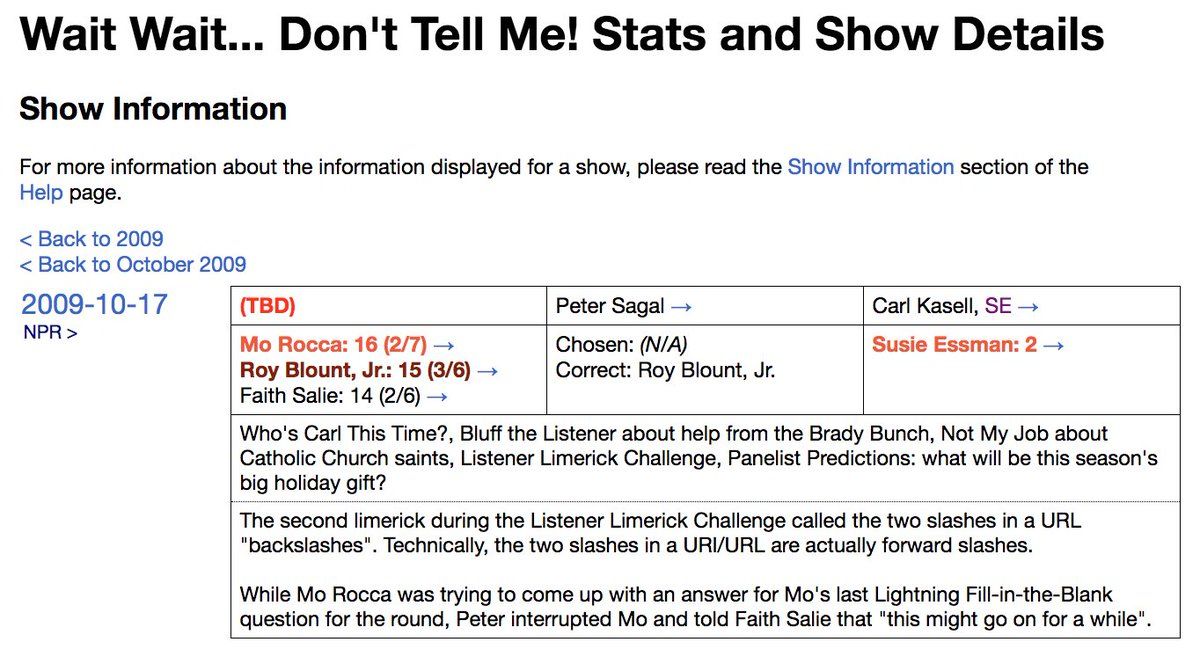 Wait Wait... Don't Tell Me! Stats and Show Details
Show Information
For more information about the information displayed for a show, please read the Show Information section of the
Help page.
< Back to 2009
< Back to October 2009
2009-10-17
NPR >
(TBD)
Peter Sagal →
Carl Kasell, SE →
Mo Rocca: 16 (2/7) →
Roy Blount, Jr.: 15 (3/6) →
Faith Salie: 14 (2/6) →
Chosen: (N/A)
Correct: Roy Blount, Jr.
Susie Essman: 2 →
Who's Carl This Time?, Bluff the Listener about help from the Brady Bunch, Not My Job about
Catholic Church saints, Listener Limerick Challenge, Panelist Predictions: what will be this season's
big holiday gift?
The second limerick during the Listener Limerick Challenge called the two slashes in a URL
"backslashes". Technically, the two slashes in a URI/URL are actually forward slashes.
While Mo Rocca was trying to come up with an answer for Mo's last Lightning Fill-in-the-Blank
question for the round, Peter interrupted Mo and told Faith Salie that "this might go on for a while".